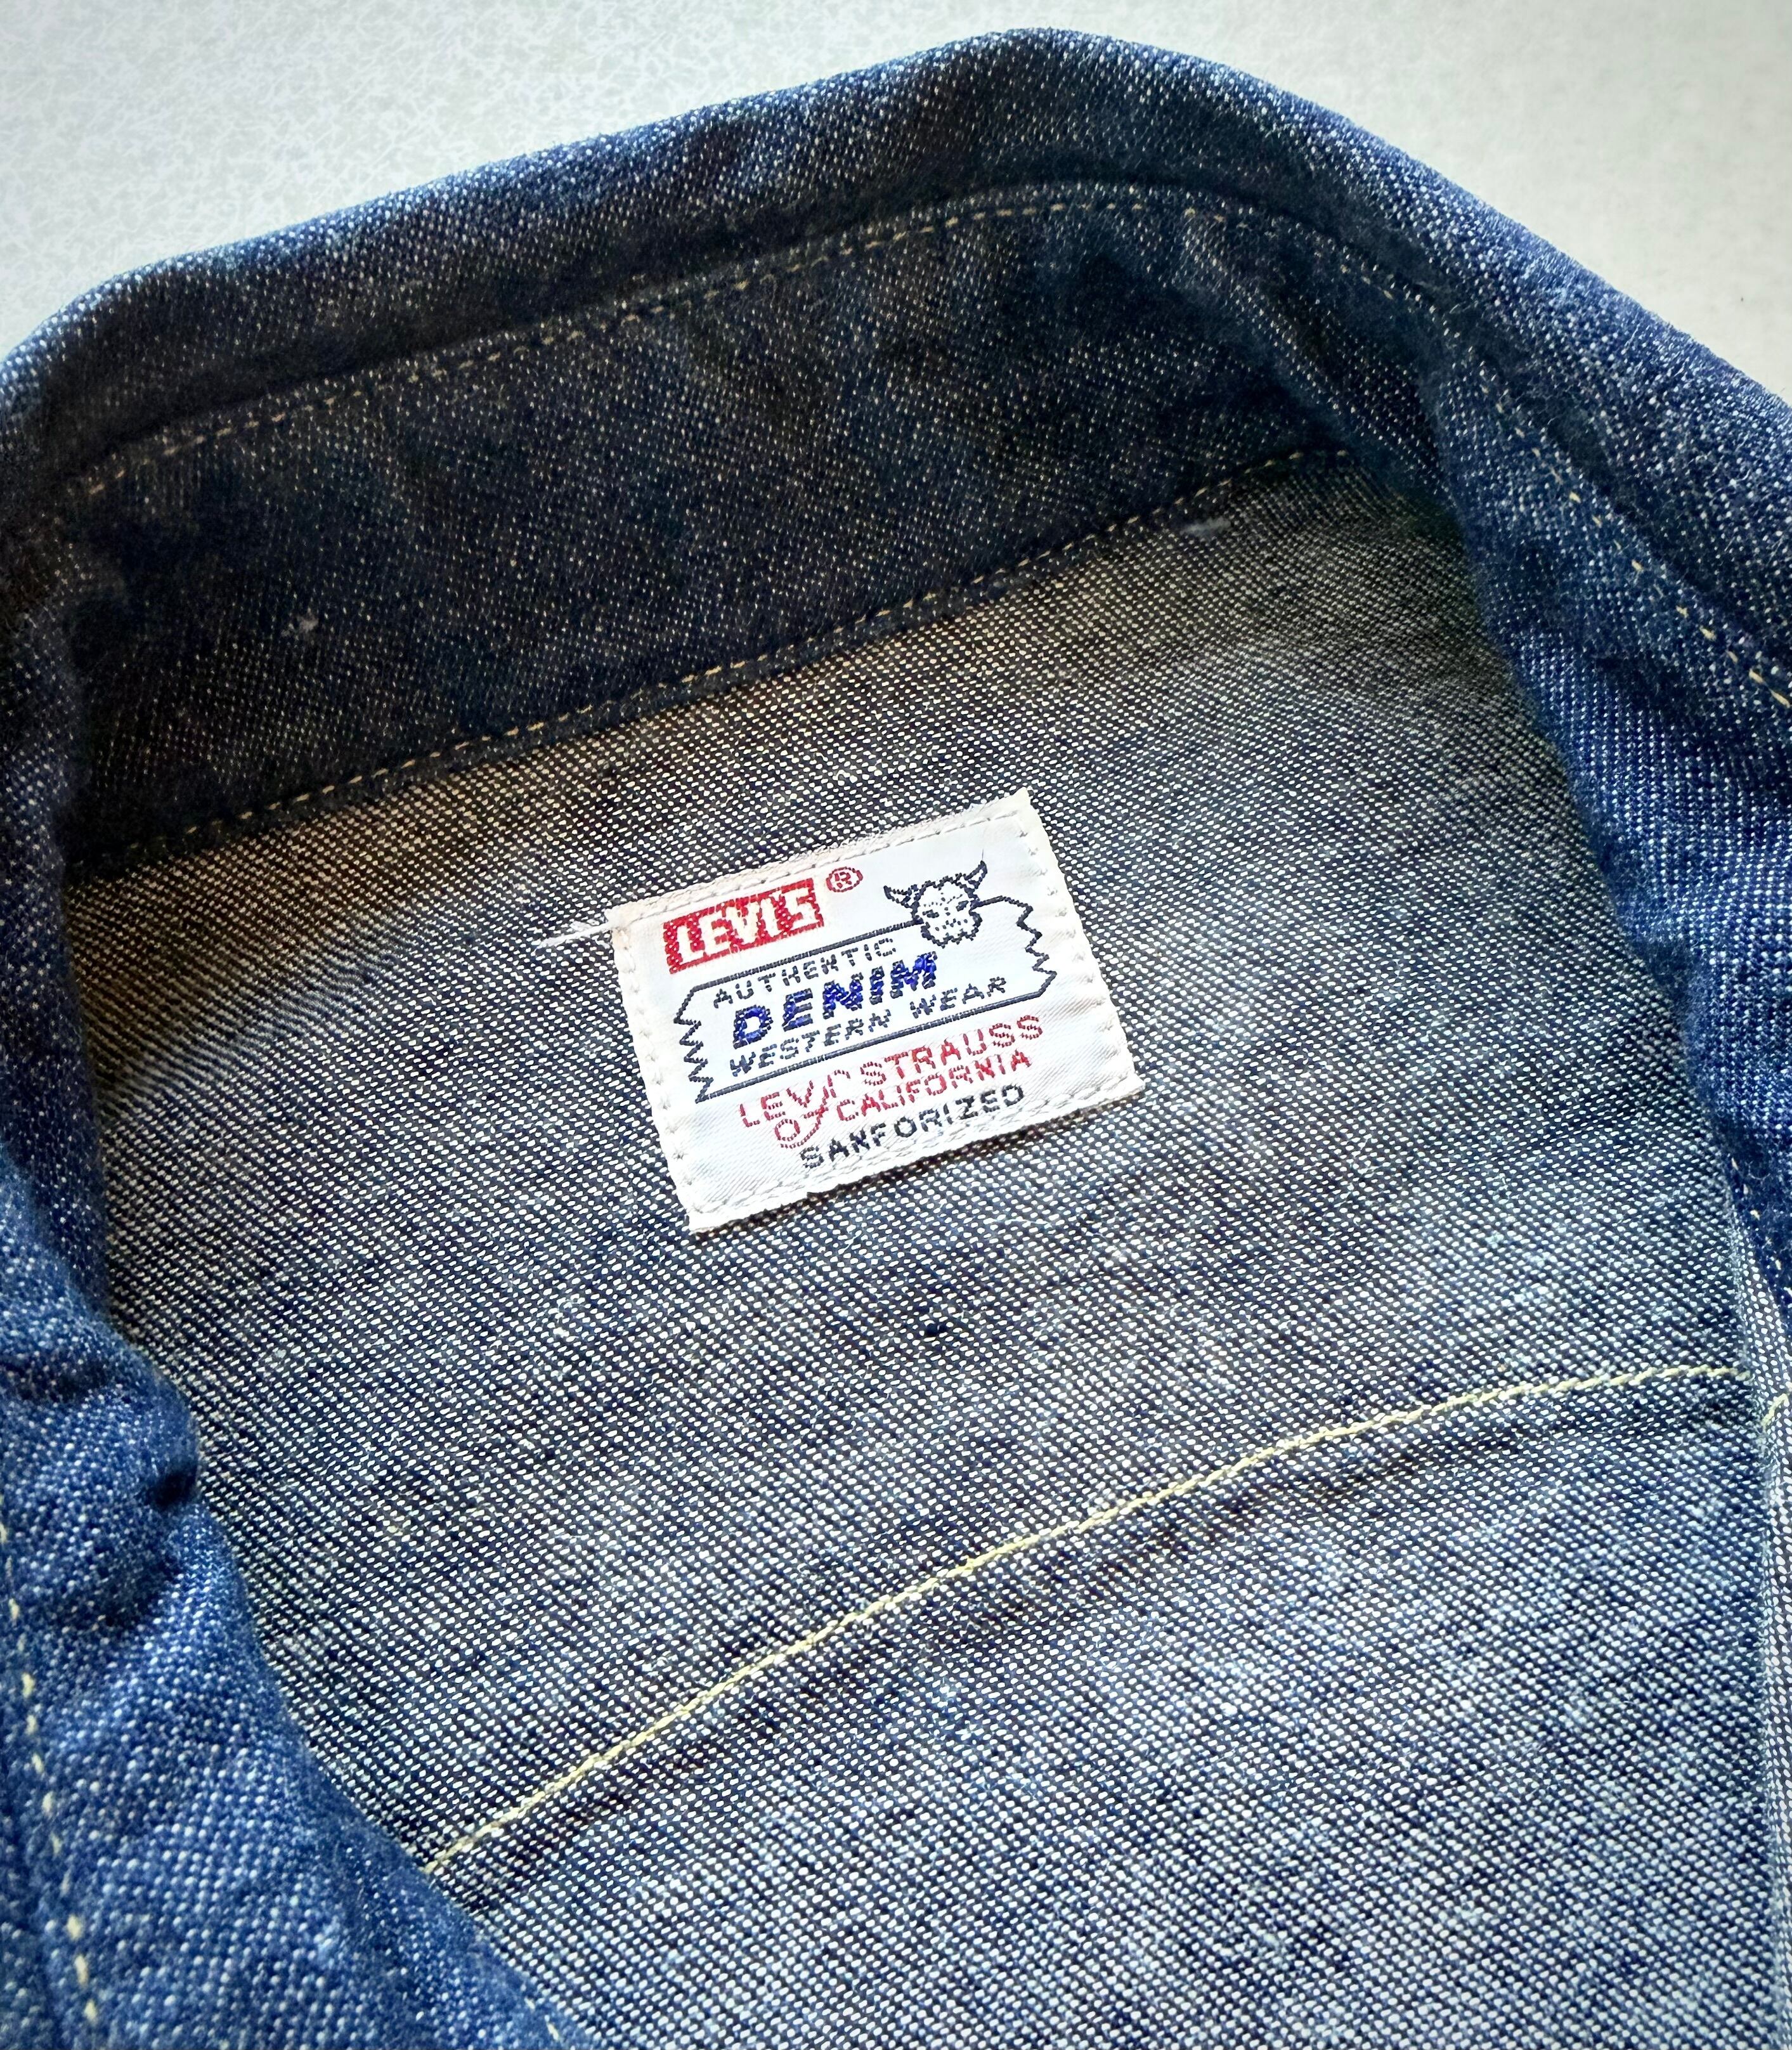 LEVI'S ®
AUTHENTIC
DENIM
WESTERN WEAR
LEVI STRAUSS
OF CALIFORNIA
SANFORIZED